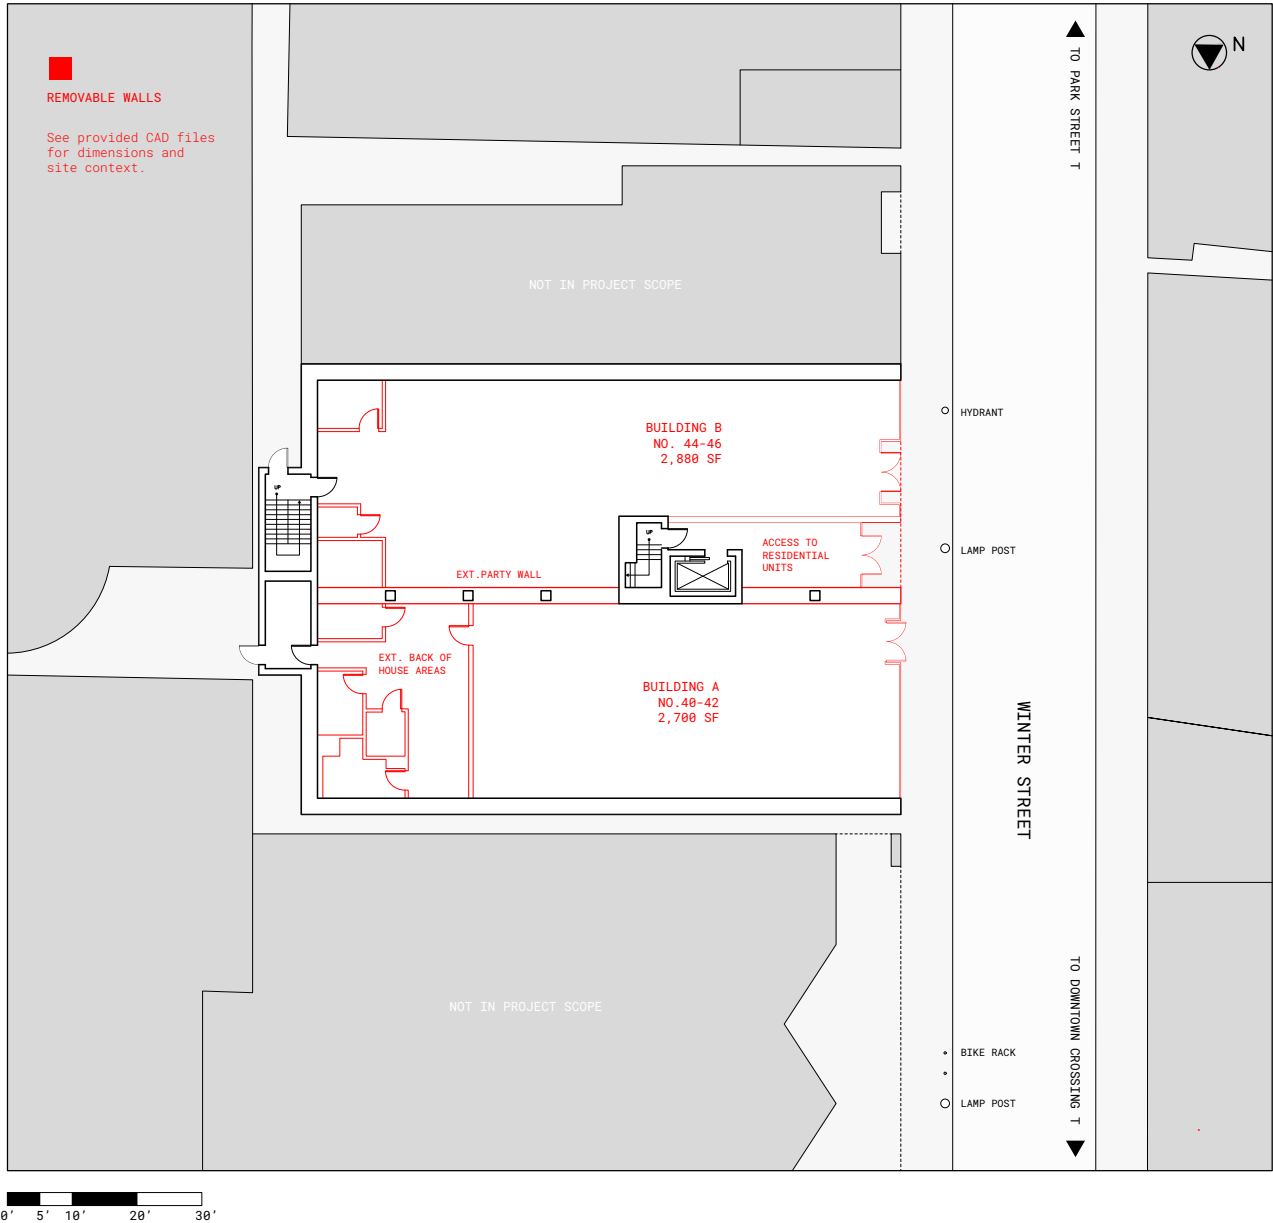 TO PARK STREET T
N
REMOVABLE WALLS
See provided CAD files
for dimensions and
site context.
NOT IN PROJECT SCOPE
HYDRANT
BUILDING B
NO. 44-46
2,880 SF
UP
UP
ACCESS TO
RESIDENTIAL
UNITS
LAMP POST
EXT.PARTY WALL
EXT. BACK OF
HOUSE AREAS
BUILDING A
NO.40-42
2,700 SF
WINTER STREET
NOT IN PROJECT SCOPE
TO DOWNTOWN CROSSING T
BIKE RACK
LAMP POST
0’ 5’ 10’ 20’ 30’